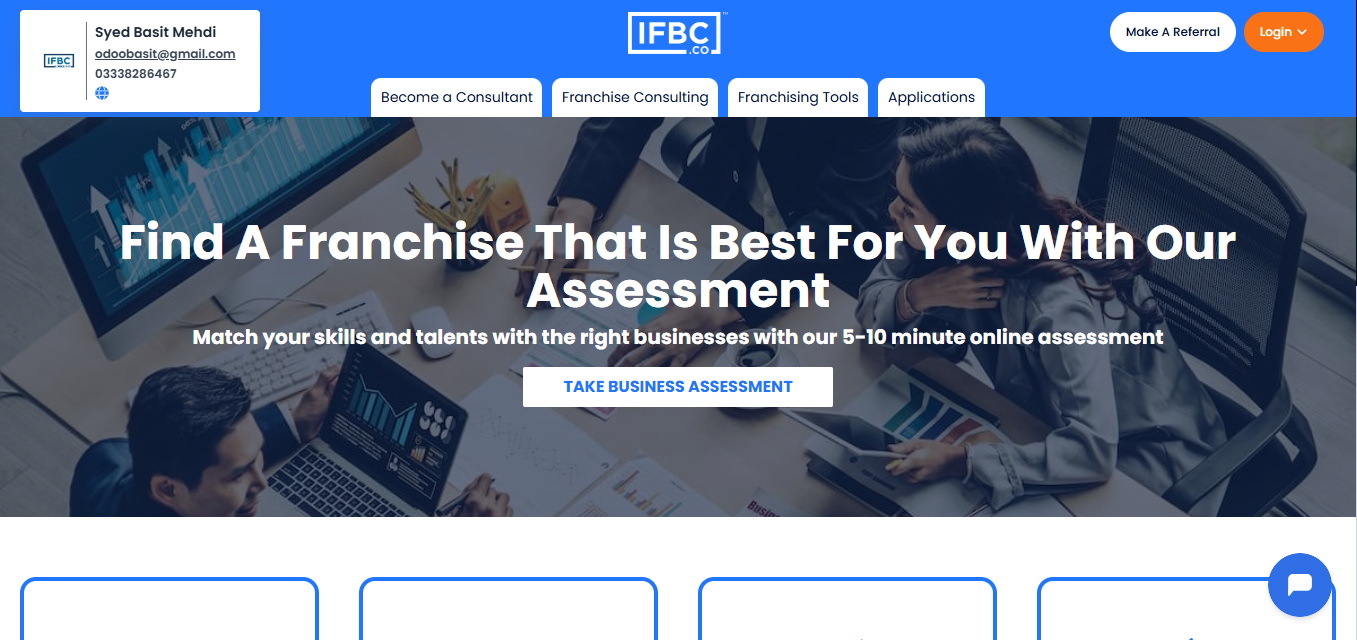 IFBC
Syed Basit Mehdi
odoobasit@gmail.com
03338286467
IFBC
.CO
TM
Make A Referral
Login
Become a Consultant
Franchise Consulting
Franchising Tools
Applications
Find A Franchise That Is Best For You With Our
Assessment
Match your skills and talents with the right businesses with our 5-10 minute online assessment
TAKE BUSINESS ASSESSMENT